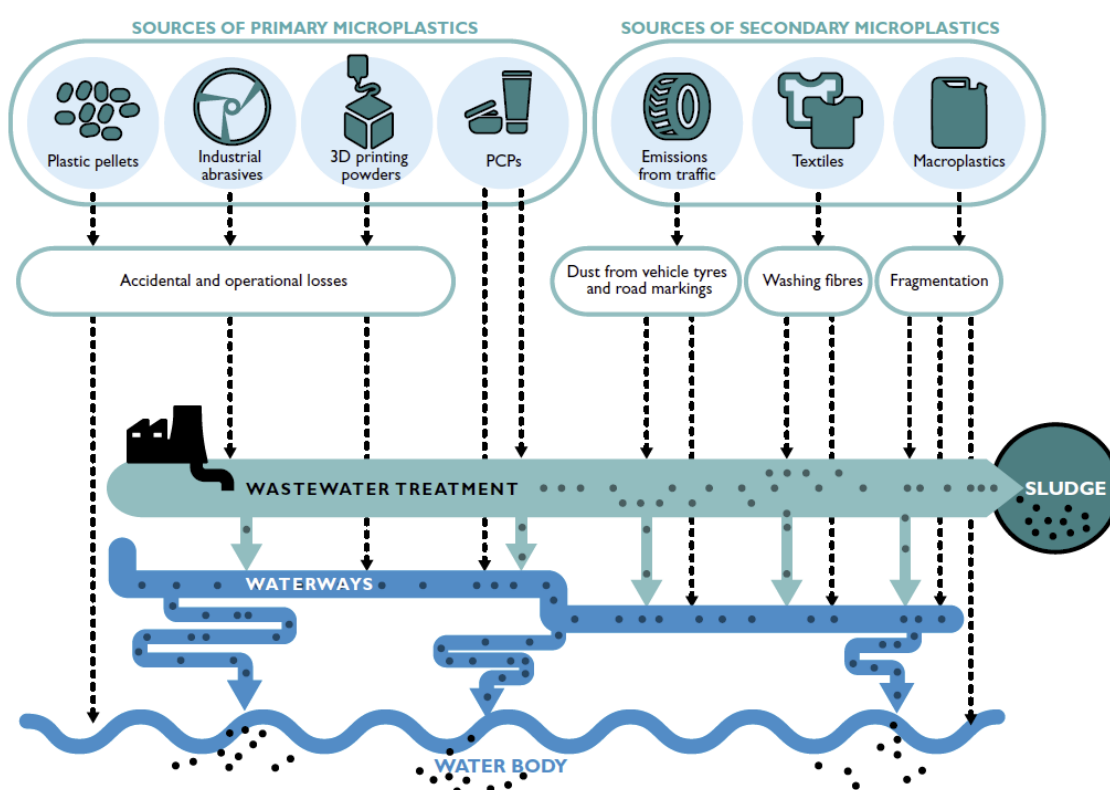 SOURCES OF PRIMARY MICROPLASTICS
SOURCES OF SECONDARY MICROPLASTICS
Plastic pellets
Industrial
abrasives
3D printing
powders
PCPs
Emissions
from traffic
Textiles
Macroplastics
Accidental and operational losses
Dust from vehicle tyres
and road markings
Washing fibres
Fragmentation
WASTEWATER TREATMENT
SLUDGE
WATERWAYS
WATER BODY